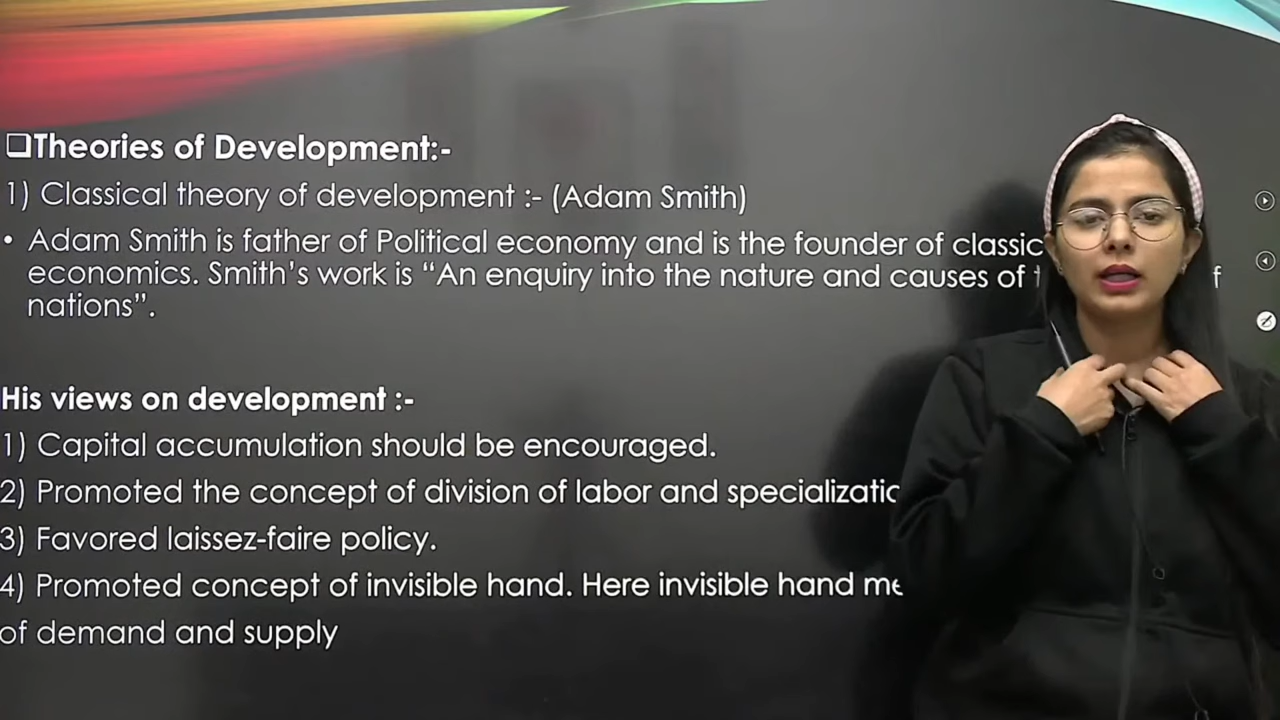 ❑Theories of Development:-
1) Classical theory of development :- (Adam Smith)
• Adam Smith is father of Political economy and is the founder of classic
economics. Smith's work is “An enquiry into the nature and causes of t f
nations”.
His views on development :-
1) Capital accumulation should be encouraged.
2) Promoted the concept of division of labor and specializatio
3) Favored laissez-faire policy.
4) Promoted concept of invisible hand. Here invisible hand me
of demand and supply